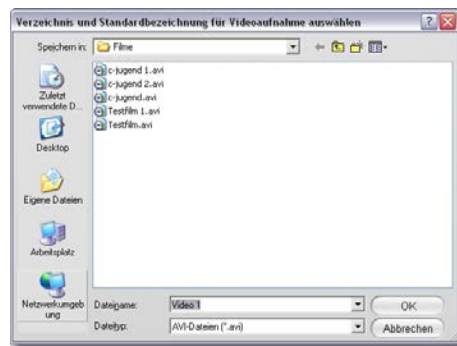 Verzeichnis und Standardbezeichnung für Videoaufnahme auswählen
Speichern in:
Filme
Zuletzt
verwendete D...
Desktop
Eigene Dateien
Arbeitsplatz
Netzwerkumgeb
ung
c-jugend 1.avi
c-jugend 2.avi
c-jugend.avi
Testfilm 1.avi
Testfilm.avi
Dateiname:
Video 1
OK
Dateityp:
AVI-Dateien (*.avi)
Abbrechen